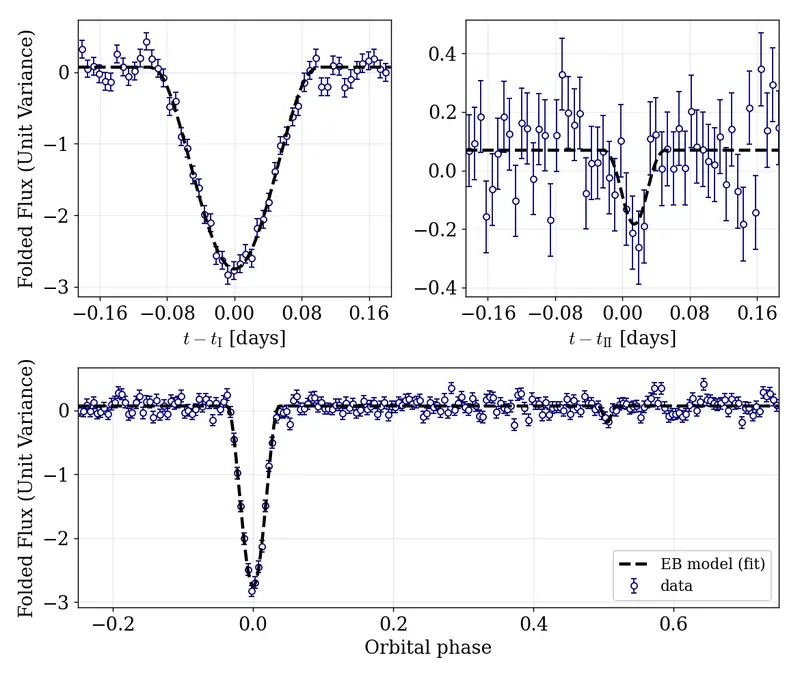 Folded Flux (Unit Variance)
0
−1
−2
−3
−0.16 −0.08 0.00 0.08 0.16
t − tI [days]
0.4
0.2
0.0
−0.2
−0.4
−0.16 −0.08 0.00 0.08 0.16
t − tII [days]
Folded Flux (Unit Variance)
0
−1
−2
−3
−0.2 0.0 0.2 0.4 0.6
Orbital phase
EB model (fit)
data